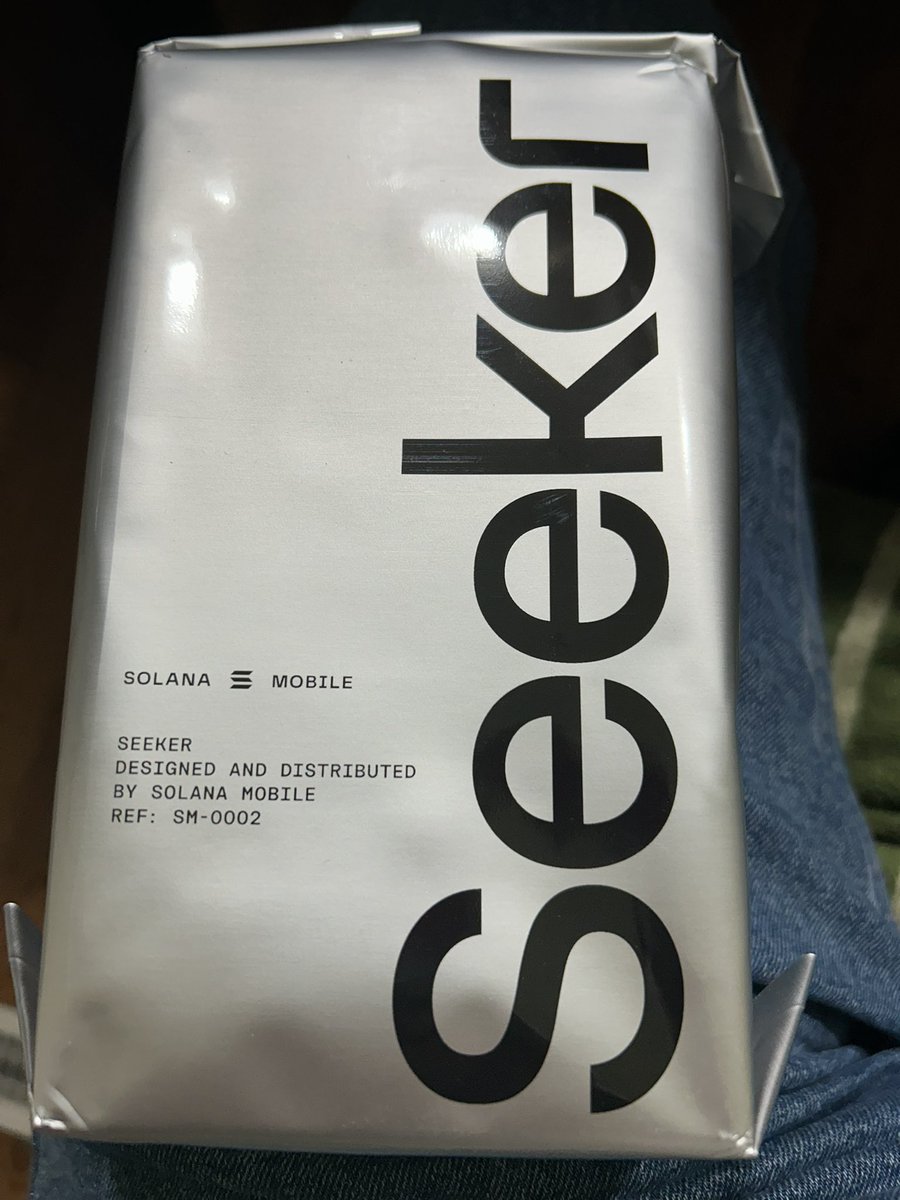 Seeker
SOLANA MOBILE
SEEKER
DESIGNED AND DISTRIBUTED
BY SOLANA MOBILE
REF: SM-0002